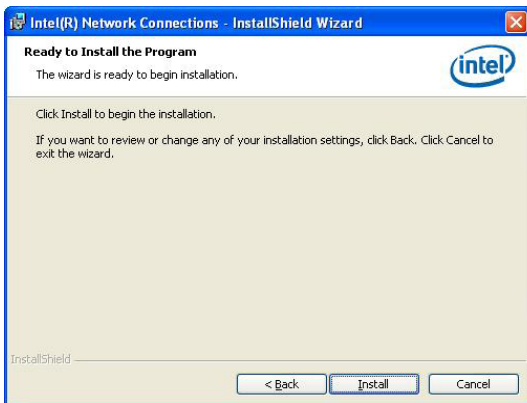 Intel(R) Network Connections - InstallShield Wizard
Ready to Install the Program
The wizard is ready to begin installation.
intel
Click Install to begin the installation.
If you want to review or change any of your installation settings, click Back. Click Cancel to
exit the wizard.
InstallShield
< Back
Install
Cancel